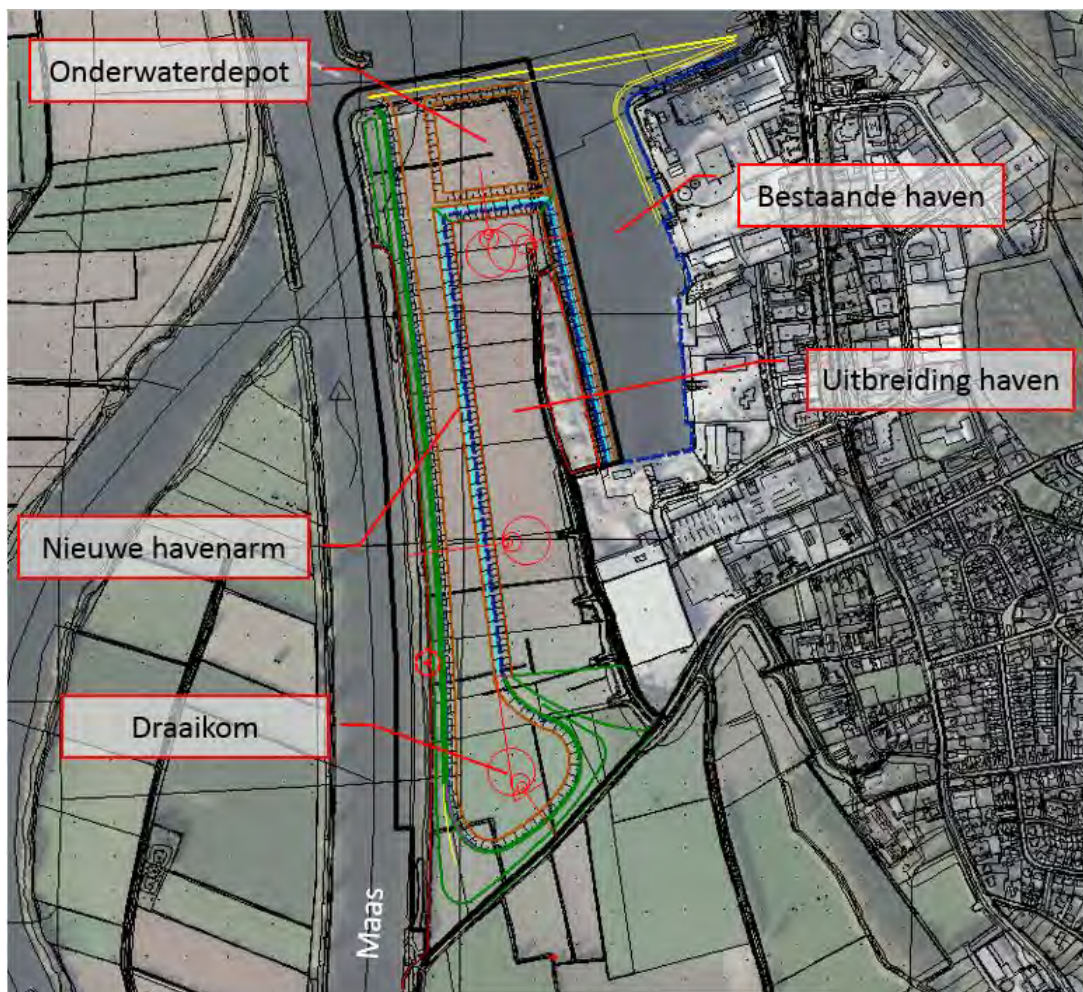 Onderwaterdepot
Bestaande haven
Uitbreiding haven
Nieuwe havenarm
Draaikom
Maas